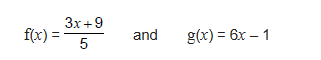 f(x) = (3x + 9)/5 and g(x) = 6x – 1